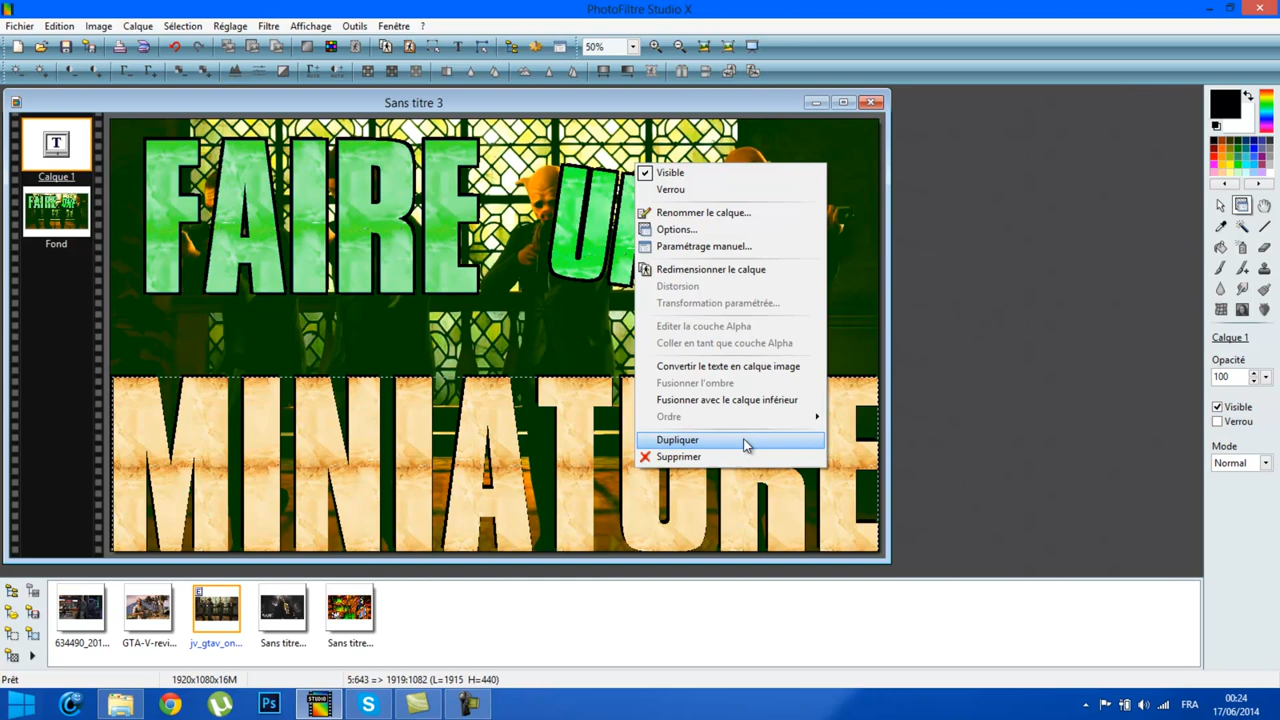 PhotoFiltre Studio X
Fichier Edition Image Calque Sélection Réglage Filtre Affichage Outils Fenêtre ?
50%
Sans titre 3
T
Calque 1
Fond
FAIRE
MINIATURE
Visible
Verrou
Renommer le calque...
Options...
Paramétrage manuel...
Redimensionner le calque
Distorsion
Transformation paramétrée...
Editer la couche Alpha
Coller en tant que couche Alpha
Convertir le texte en calque image
Fusionner l'ombre
Fusionner avec le calque inférieur
Ordre
Dupliquer
Supprimer
Calque 1
Opacité
100
Visible
Verrou
Mode
Normal
634490_201... GTA-V-revi... jv_gtav_on... Sans titre... Sans titre...
Prêt 1920x1080x16M 5:643 => 1919:1082 (L=1915 H=440)
Ps STUDIO S
FRA
00:24
17/06/2014